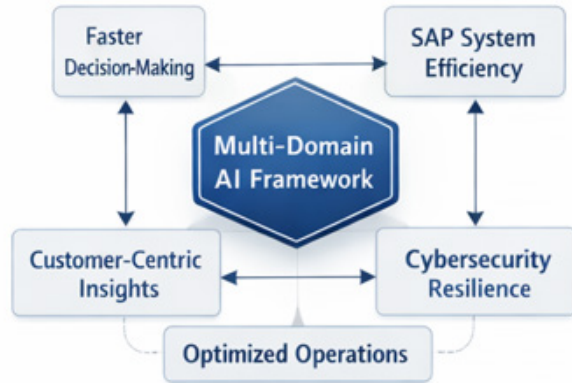 Faster
Decision-Making
SAP System
Efficiency
Multi-Domain
AI Framework
Customer-Centric
Insights
Cybersecurity
Resilience
Optimized Operations